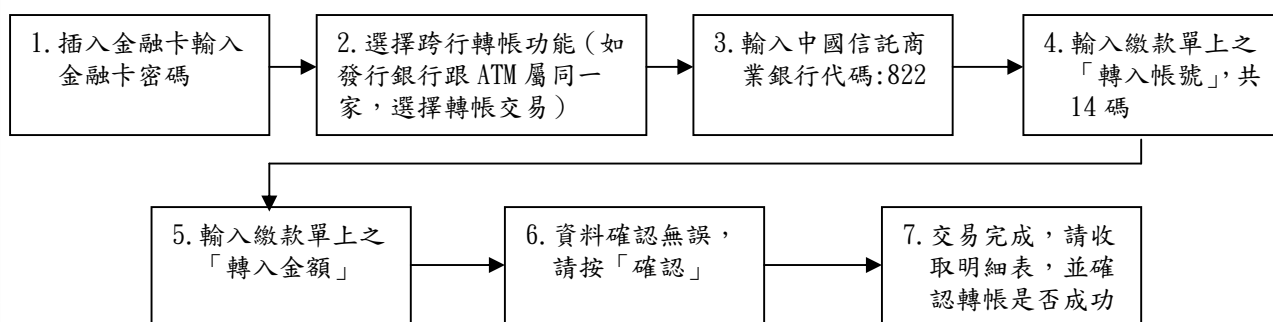 1.插入金融卡輸入
金融卡密碼
2.選擇跨行轉帳功能(如
發行銀行跟 ATM 屬同一
家,選擇轉帳交易)
3.輸入中國信託商
業銀行代碼:822
4.輸入繳款單上之
「轉入帳號」,共
14 碼
5.輸入繳款單上之
「轉入金額」
6.資料確認無誤,
請按「確認」
7.交易完成,請收
取明細表,並確
認轉帳是否成功